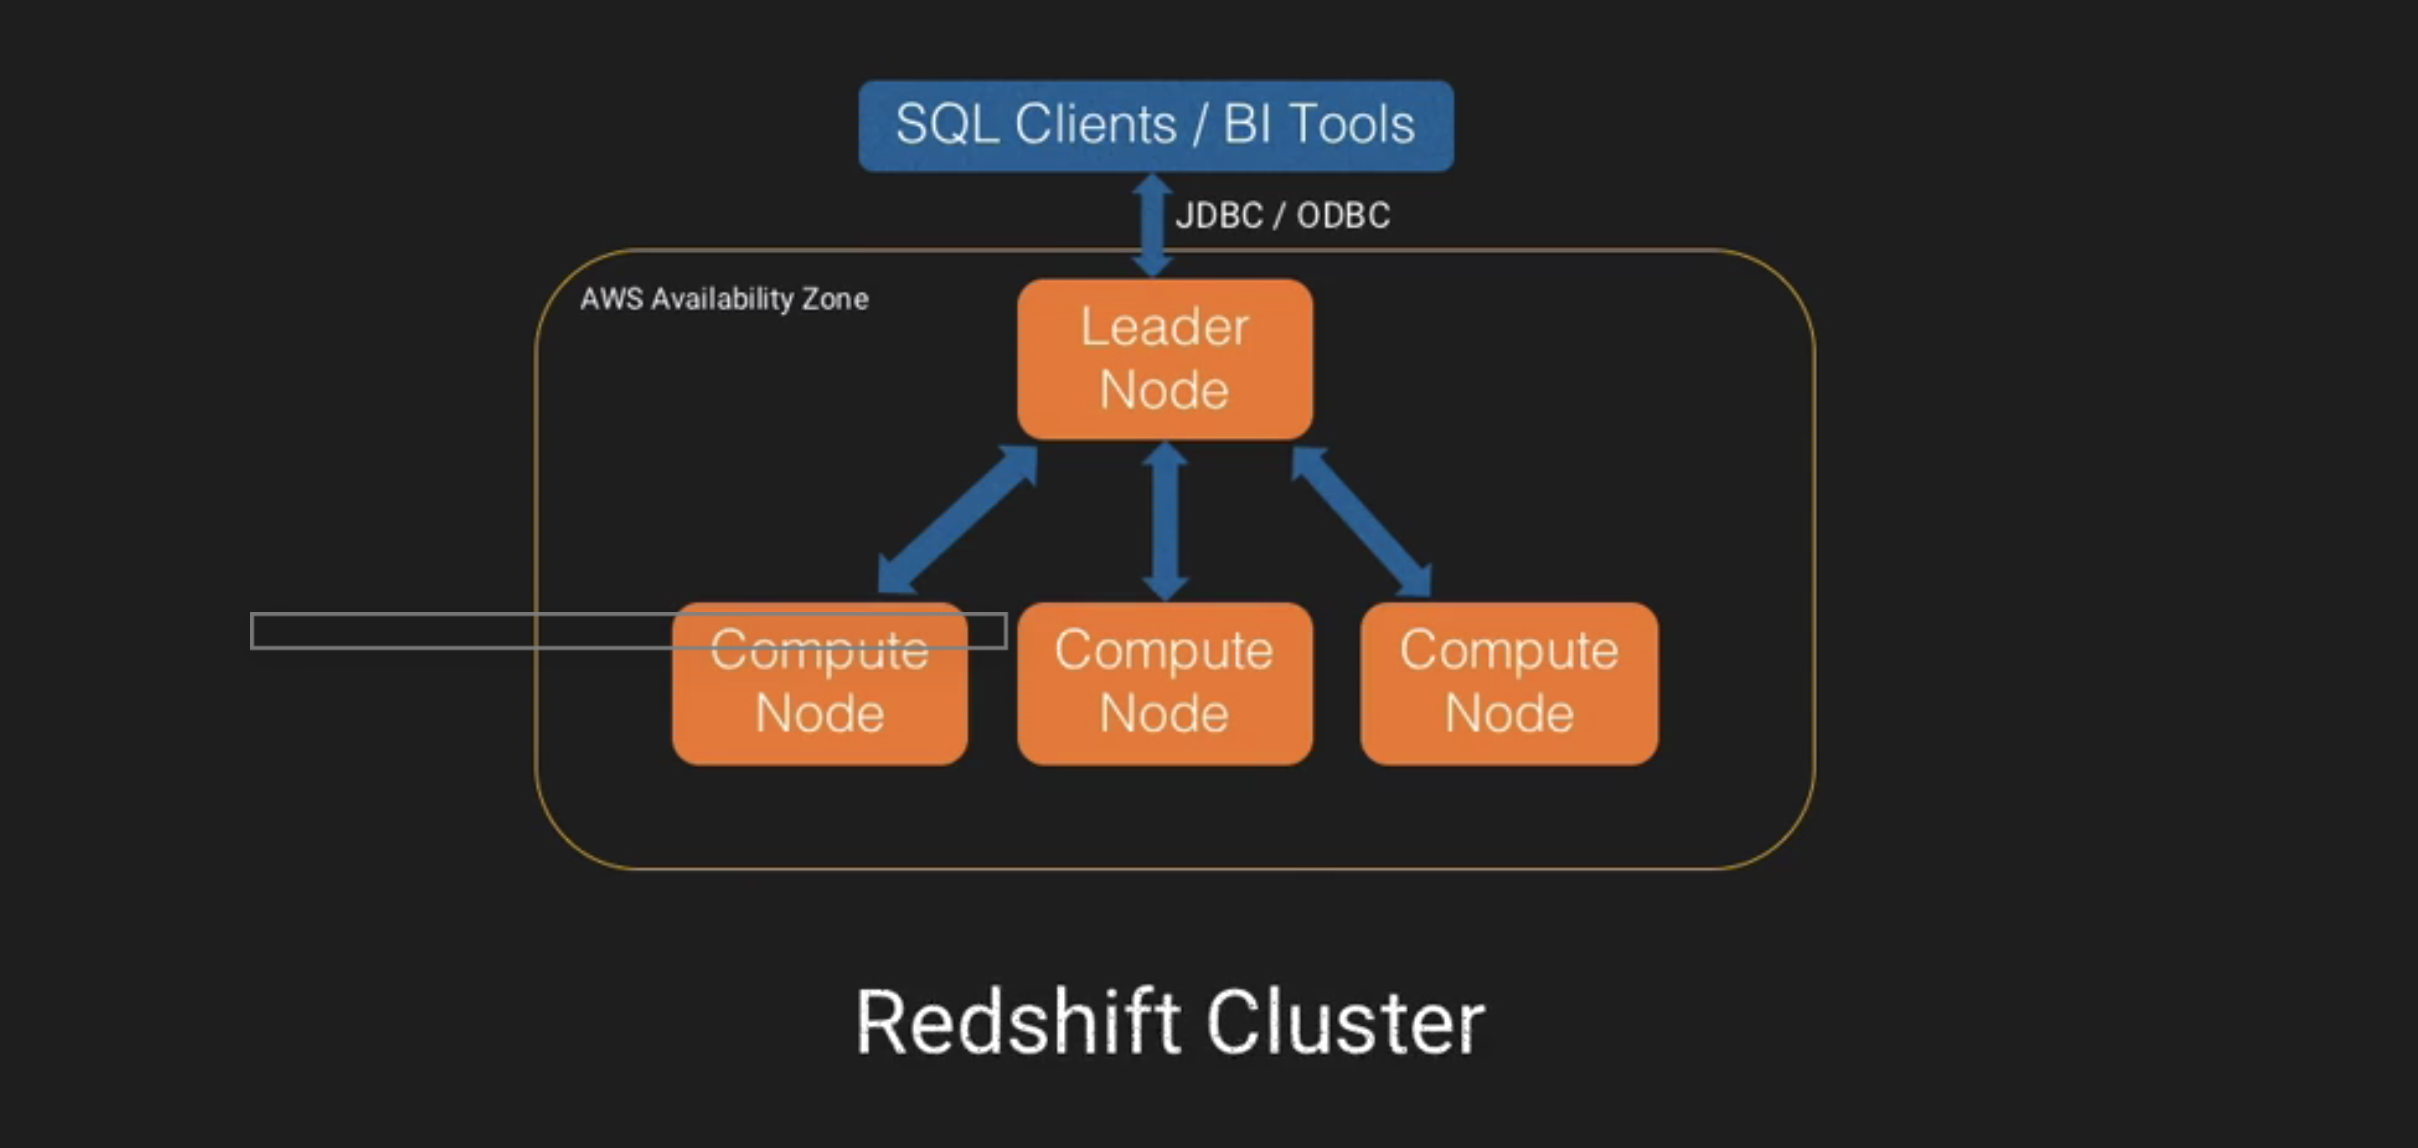 SQL Clients / BI Tools
JDBC / ODBC
AWS Availability Zone
Leader
Node
Compute
Node
Compute
Node
Compute
Node
Redshift Cluster